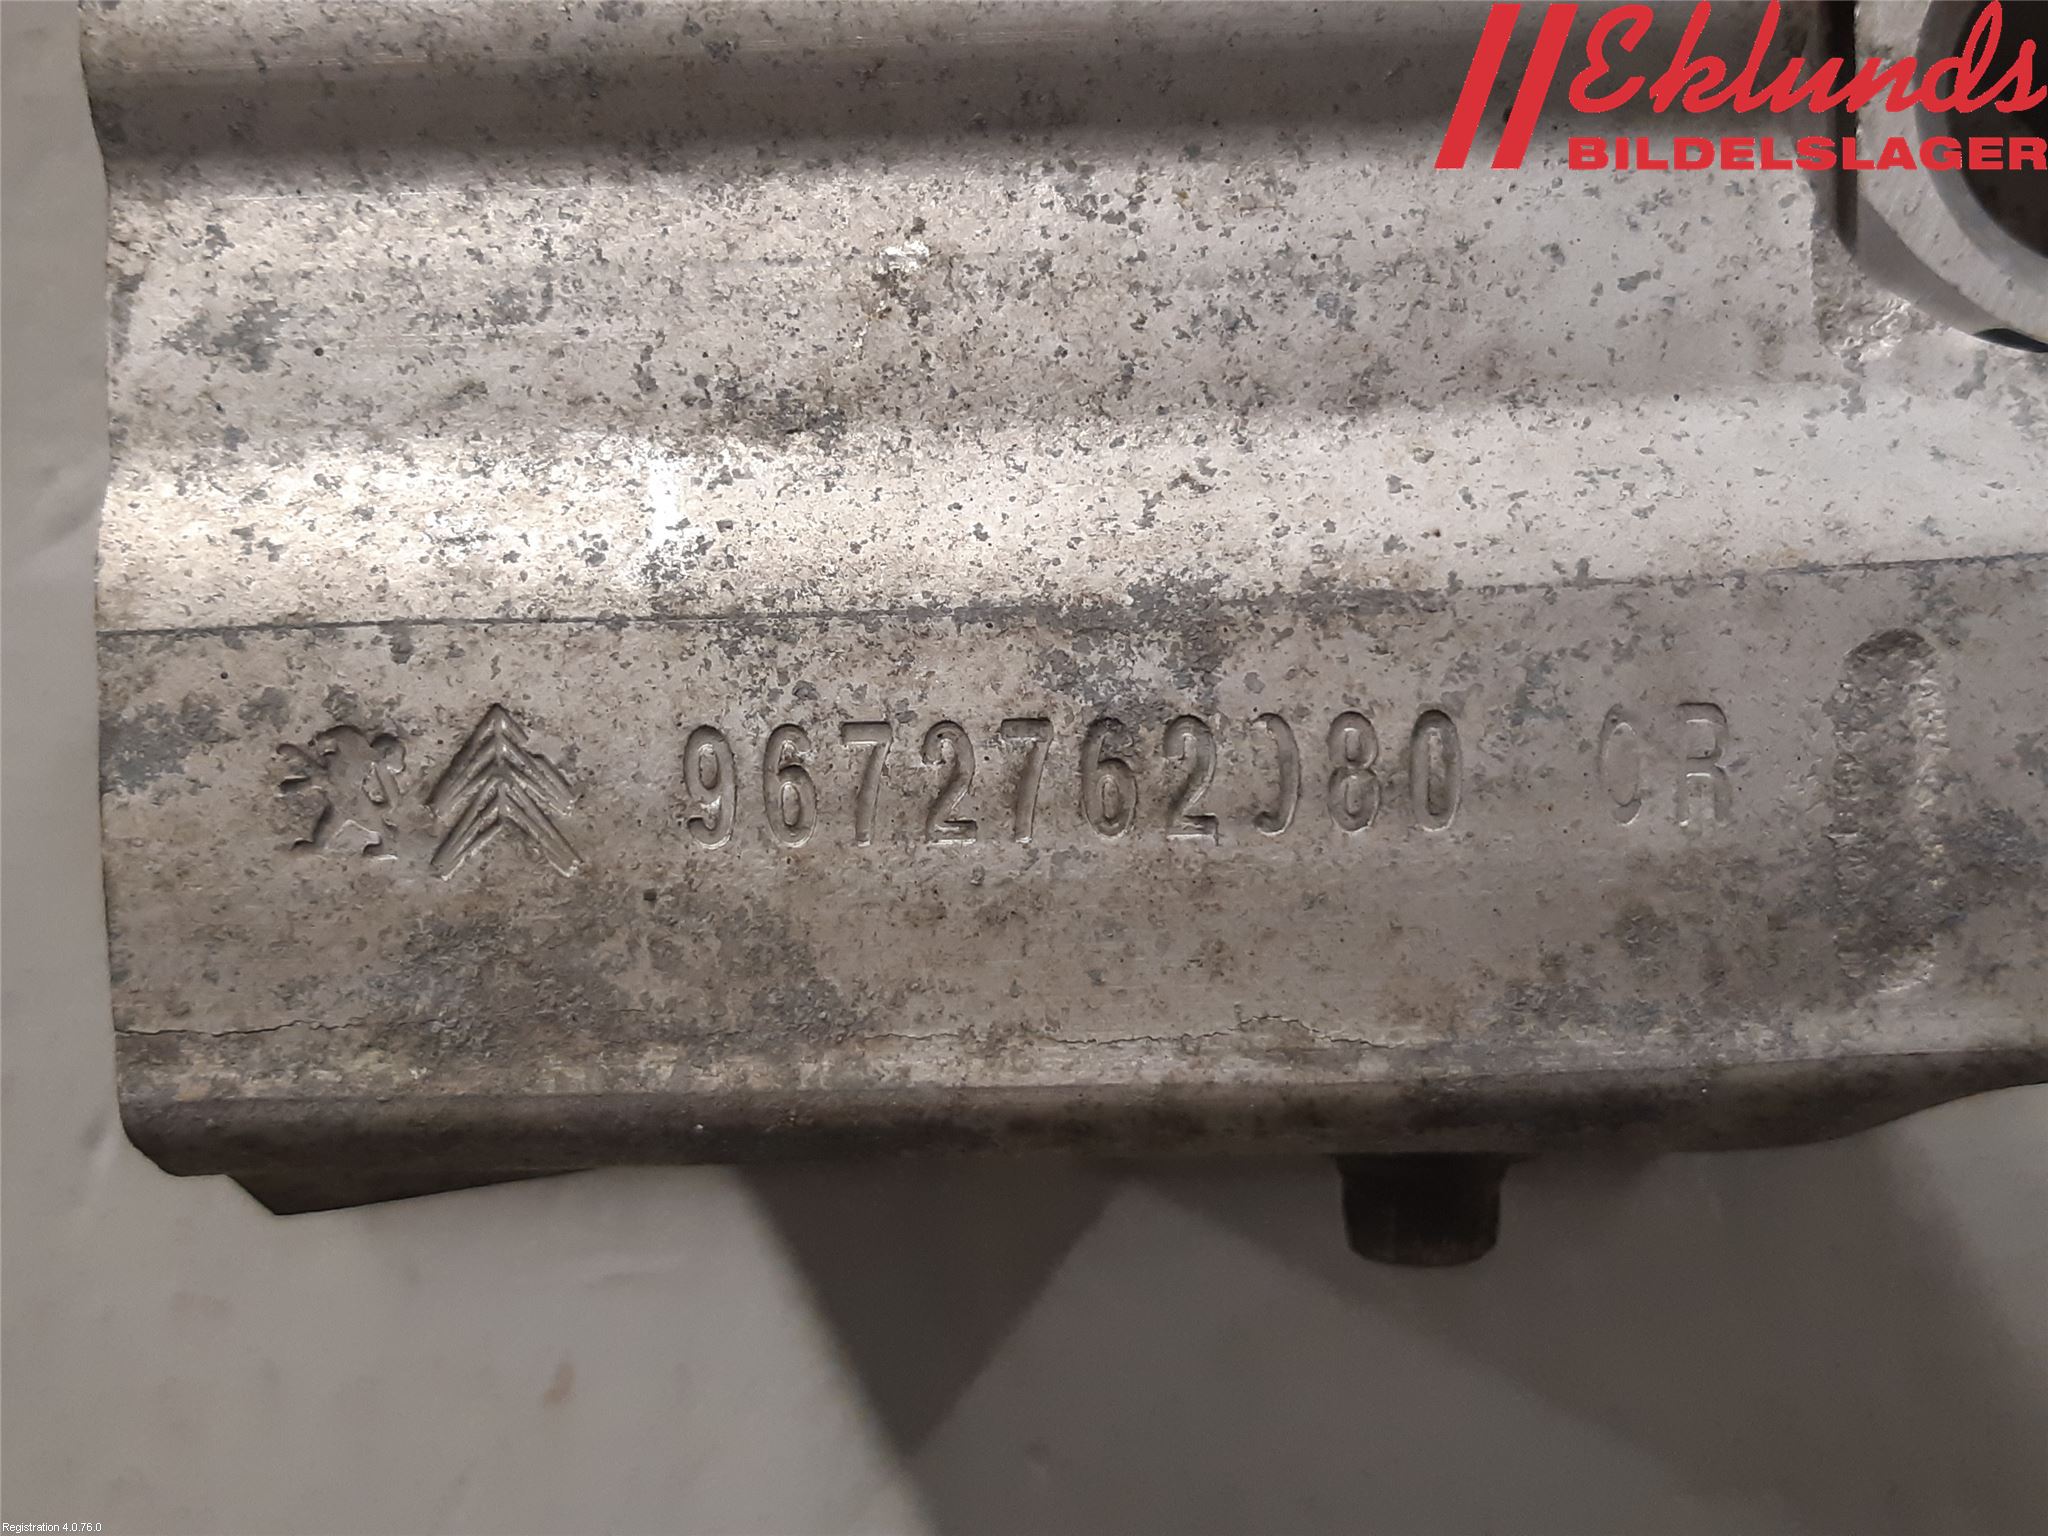 Eklunds
BILDELSLAGER
9672762080 OR
Registration 4.0.76.0